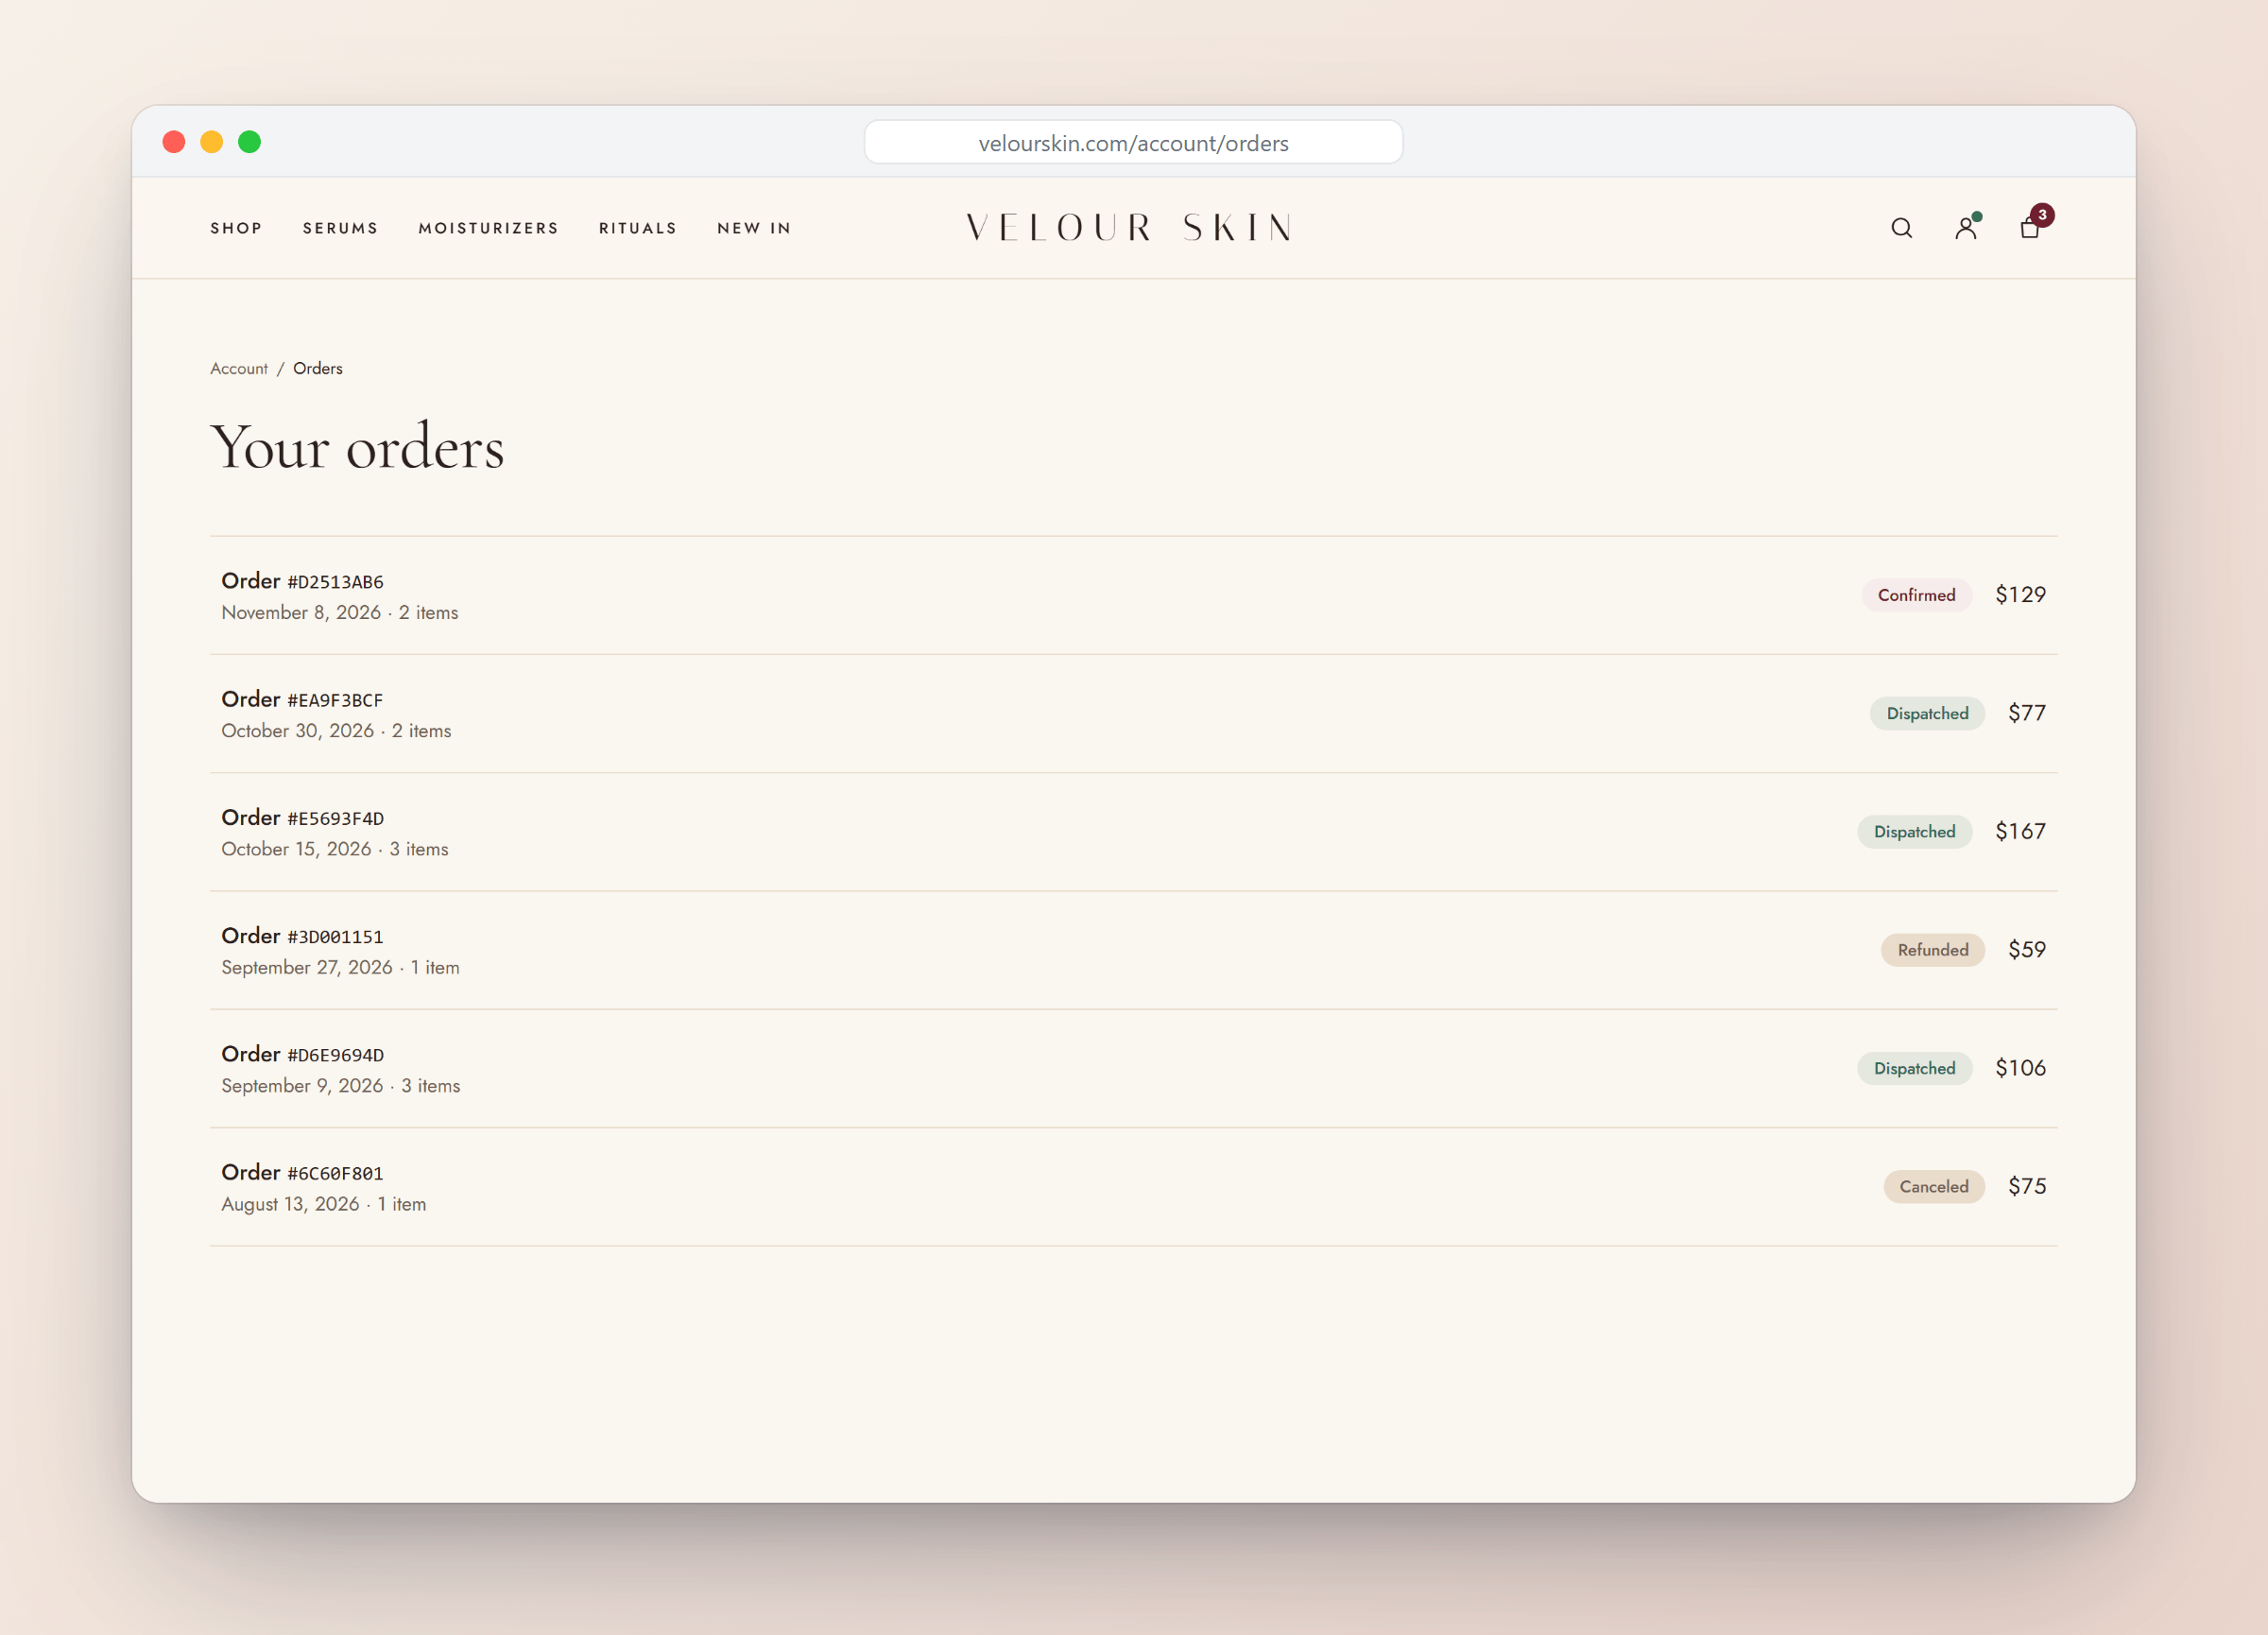 velourskin.com/account/orders
SHOP SERUMS MOISTURIZERS RITUALS NEW IN VELOUR SKIN 3
Account / Orders
Your orders
Order #D2513AB6
November 8, 2026 · 2 items
Confirmed $129
Order #EA9F3BCF
October 30, 2026 · 2 items
Dispatched $77
Order #E5693F4D
October 15, 2026 · 3 items
Dispatched $167
Order #3D001151
September 27, 2026 · 1 item
Refunded $59
Order #D6E9694D
September 9, 2026 · 3 items
Dispatched $106
Order #6C60F801
August 13, 2026 · 1 item
Canceled $75